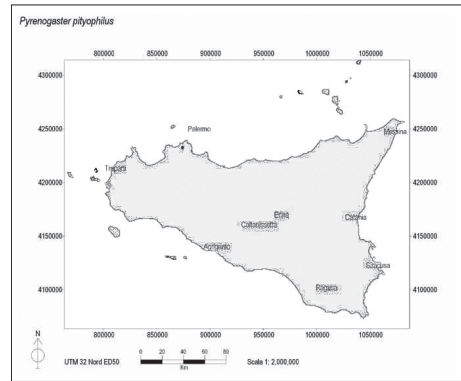 Pyrenogaster pityophilus
800000 850000 900000 950000 1000000 1050000
4300000 4300000
4250000 4250000
Palermo
Messina
Trapani
4200000 4200000
Enna
Catania
Caltanissetta
4150000 4150000
Agrigento
Siracusa
4100000 4100000
Ragusa
800000 850000 900000 950000 1000000 1050000
N
0 20 40 60 80
UTM 32 Nord ED50 Km Scala 1: 2,000,000